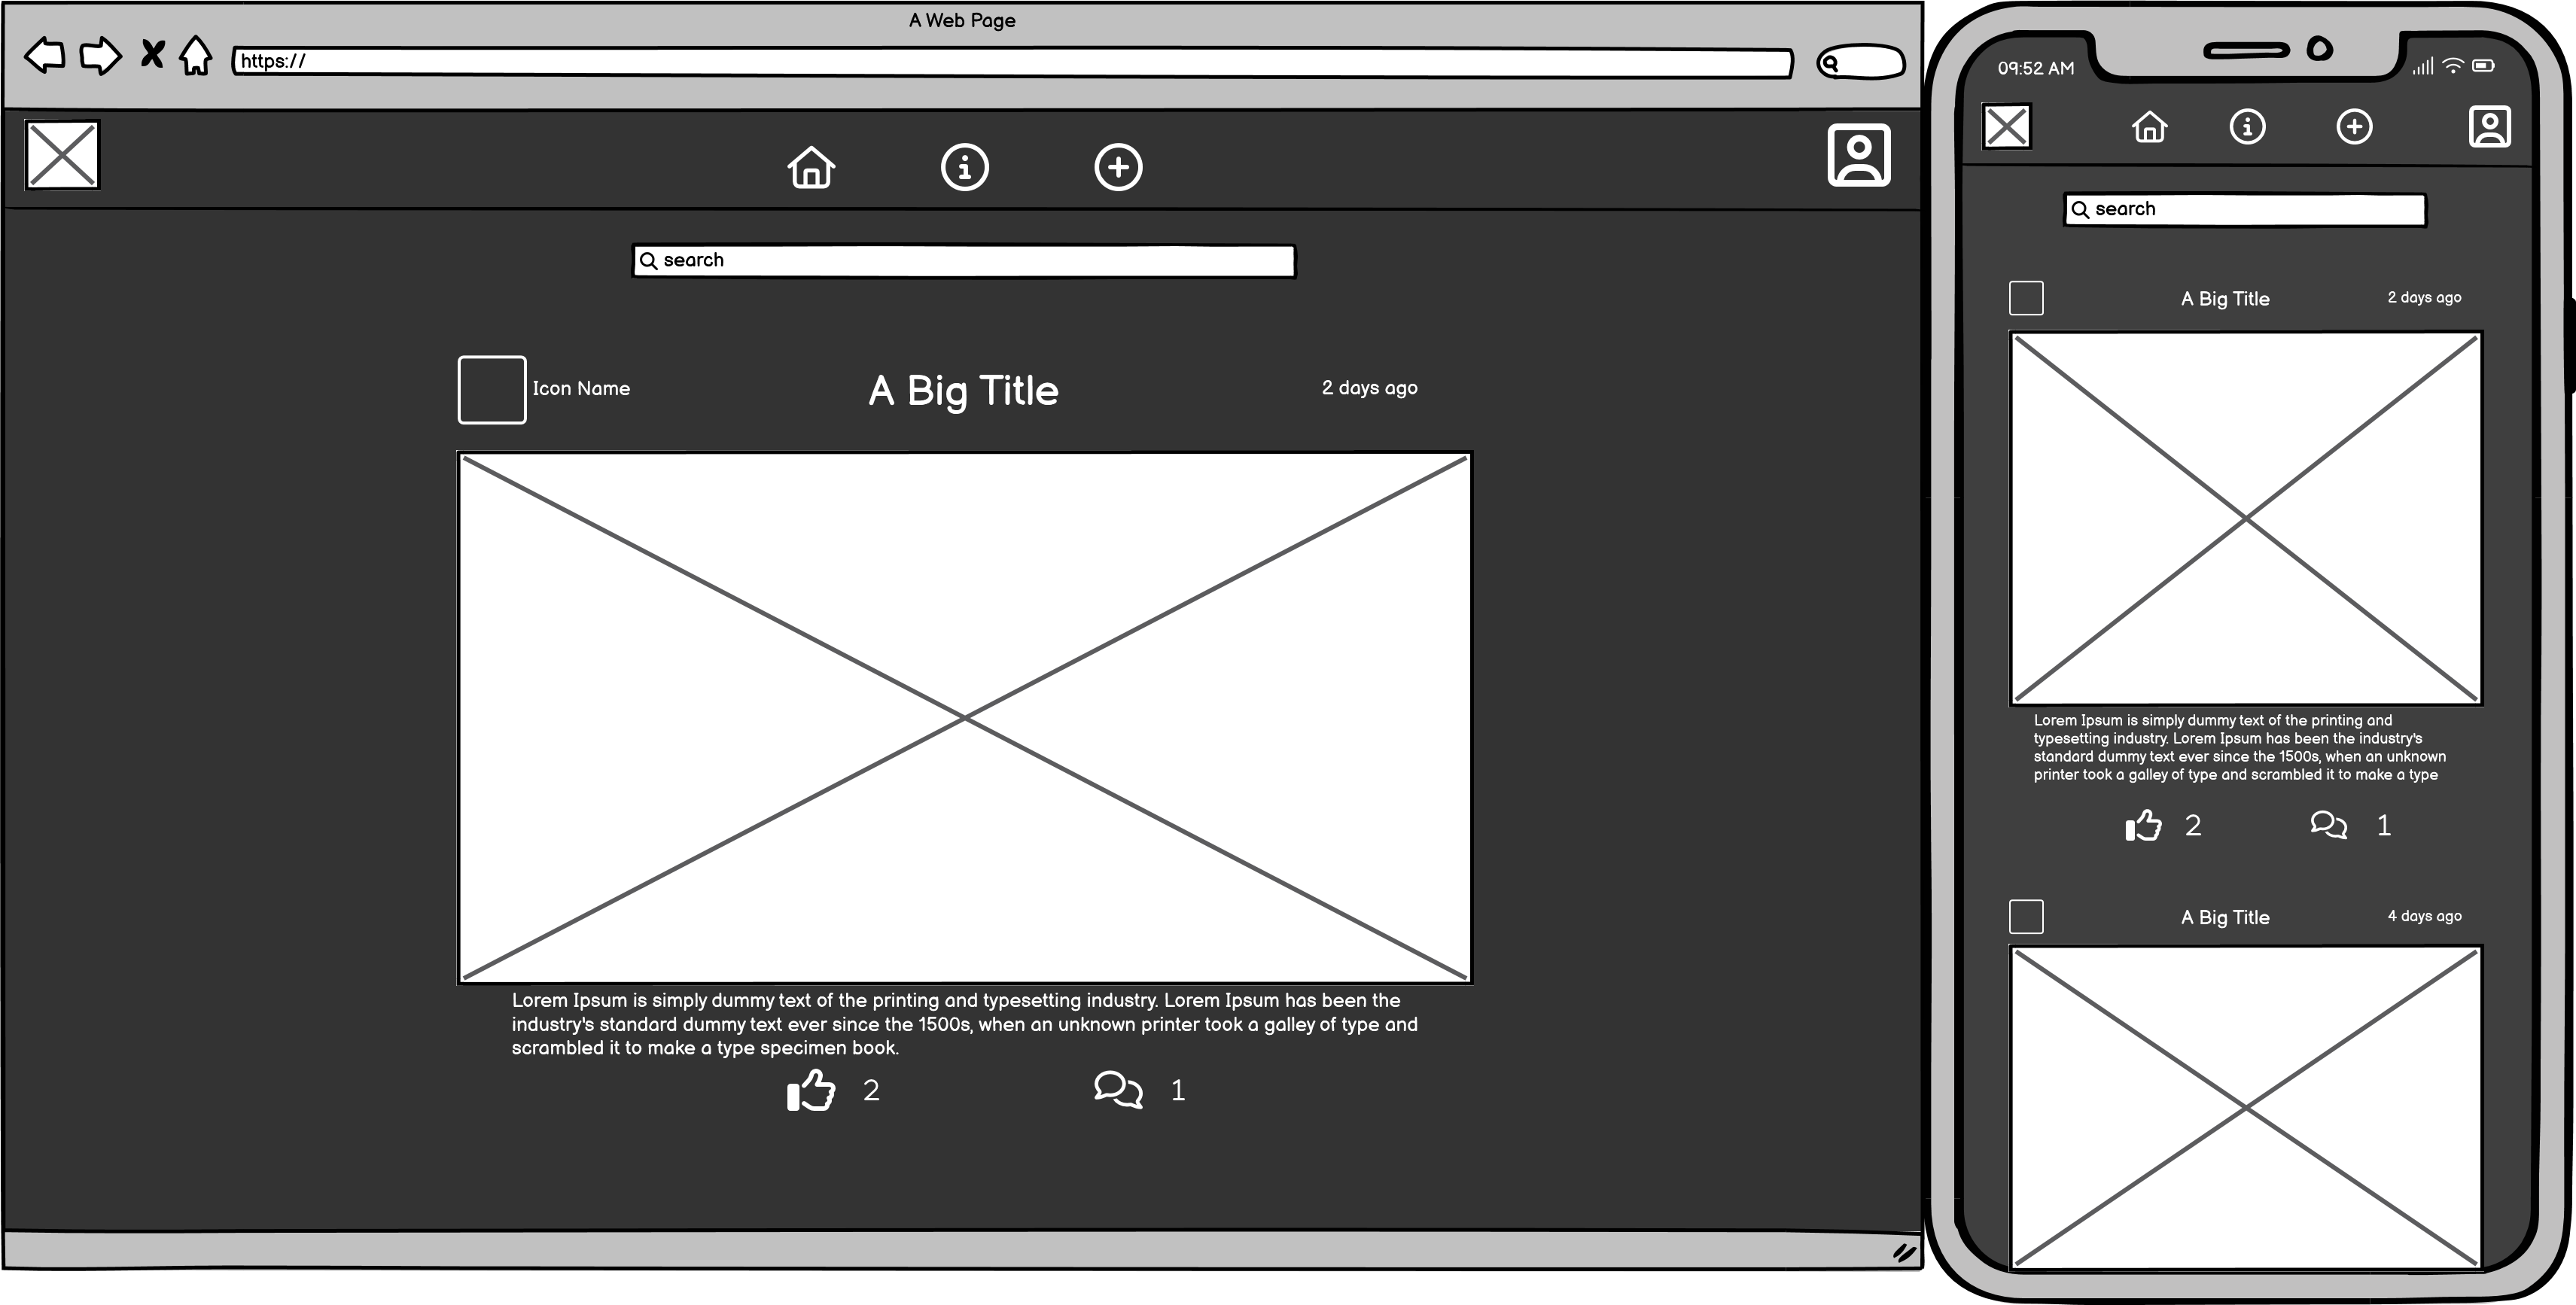 A Web Page
https://
search
Icon Name
A Big Title
2 days ago
Lorem Ipsum is simply dummy text of the printing and typesetting industry. Lorem Ipsum has been the
industry's standard dummy text ever since the 1500s, when an unknown printer took a galley of type and
scrambled it to make a type specimen book.
2
1
09:52 AM
search
A Big Title
2 days ago
Lorem Ipsum is simply dummy text of the printing and
typesetting industry. Lorem Ipsum has been the industry's
standard dummy text ever since the 1500s, when an unknown
printer took a galley of type and scrambled it to make a type
2
1
A Big Title
4 days ago